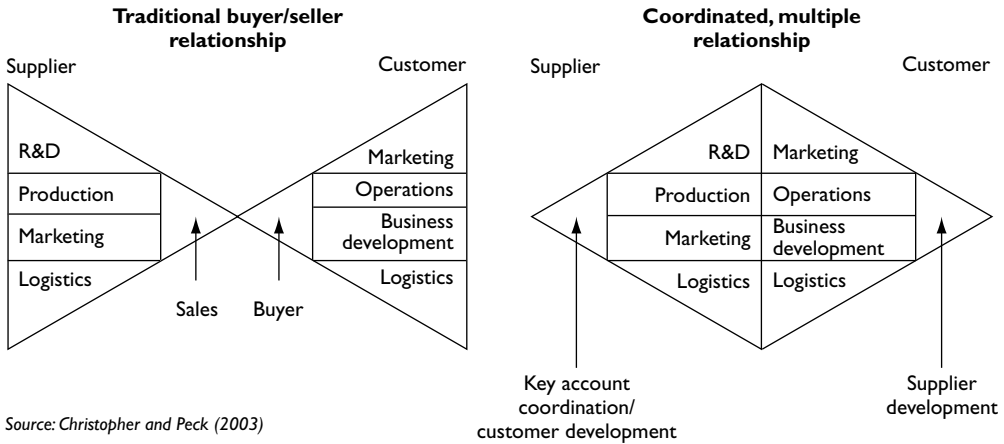 Traditional buyer/seller
relationship
Supplier
Customer
R&D
Production
Marketing
Logistics
Marketing
Operations
Business
development
Logistics
Sales
Buyer
Coordinated, multiple
relationship
Supplier
Customer
R&D
Marketing
Production
Operations
Marketing
Business
development
Logistics
Logistics
Key account
coordination/
customer development
Supplier
development
Source: Christopher and Peck (2003)